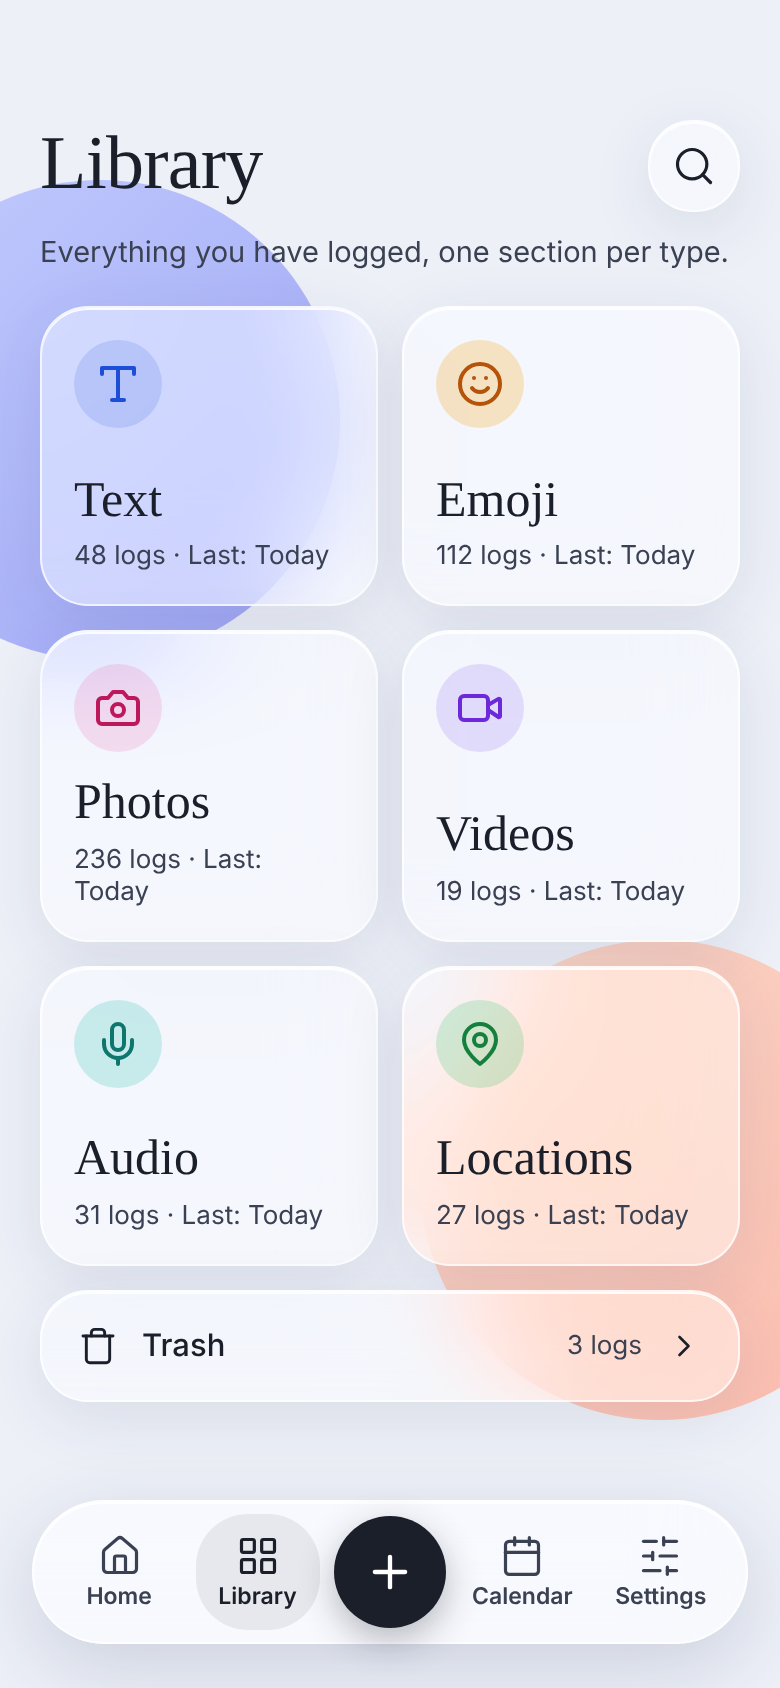 Library
Everything you have logged, one section per type.
Text
48 logs · Last: Today
Emoji
112 logs · Last: Today
Photos
236 logs · Last:
Today
Videos
19 logs · Last: Today
Audio
31 logs · Last: Today
Locations
27 logs · Last: Today
Trash
3 logs
Home
Library
Calendar
Settings